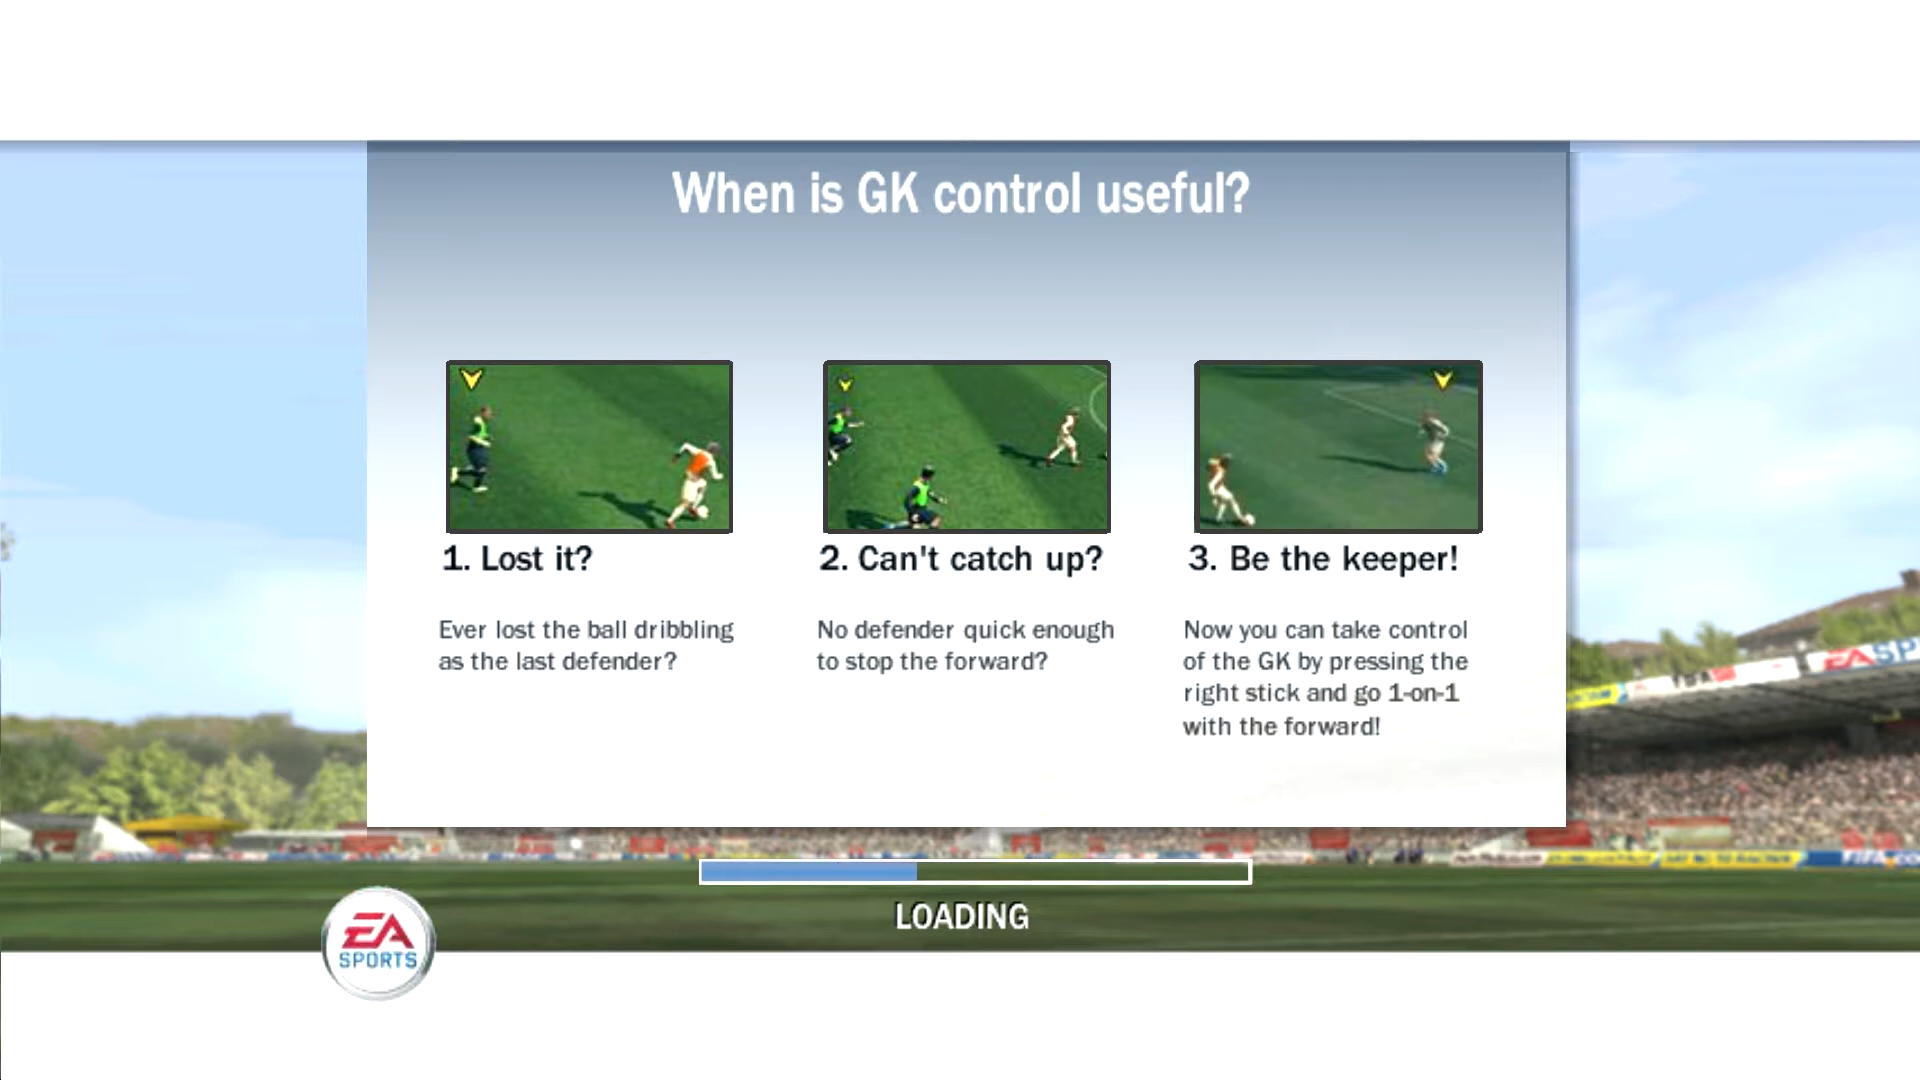 When is GK control useful?
1. Lost it?
Ever lost the ball dribbling
as the last defender?
2. Can't catch up?
No defender quick enough
to stop the forward?
3. Be the keeper!
Now you can take control
of the GK by pressing the
right stick and go 1-on-1
with the forward!
EA SP
LOADING
EA
SPORTS